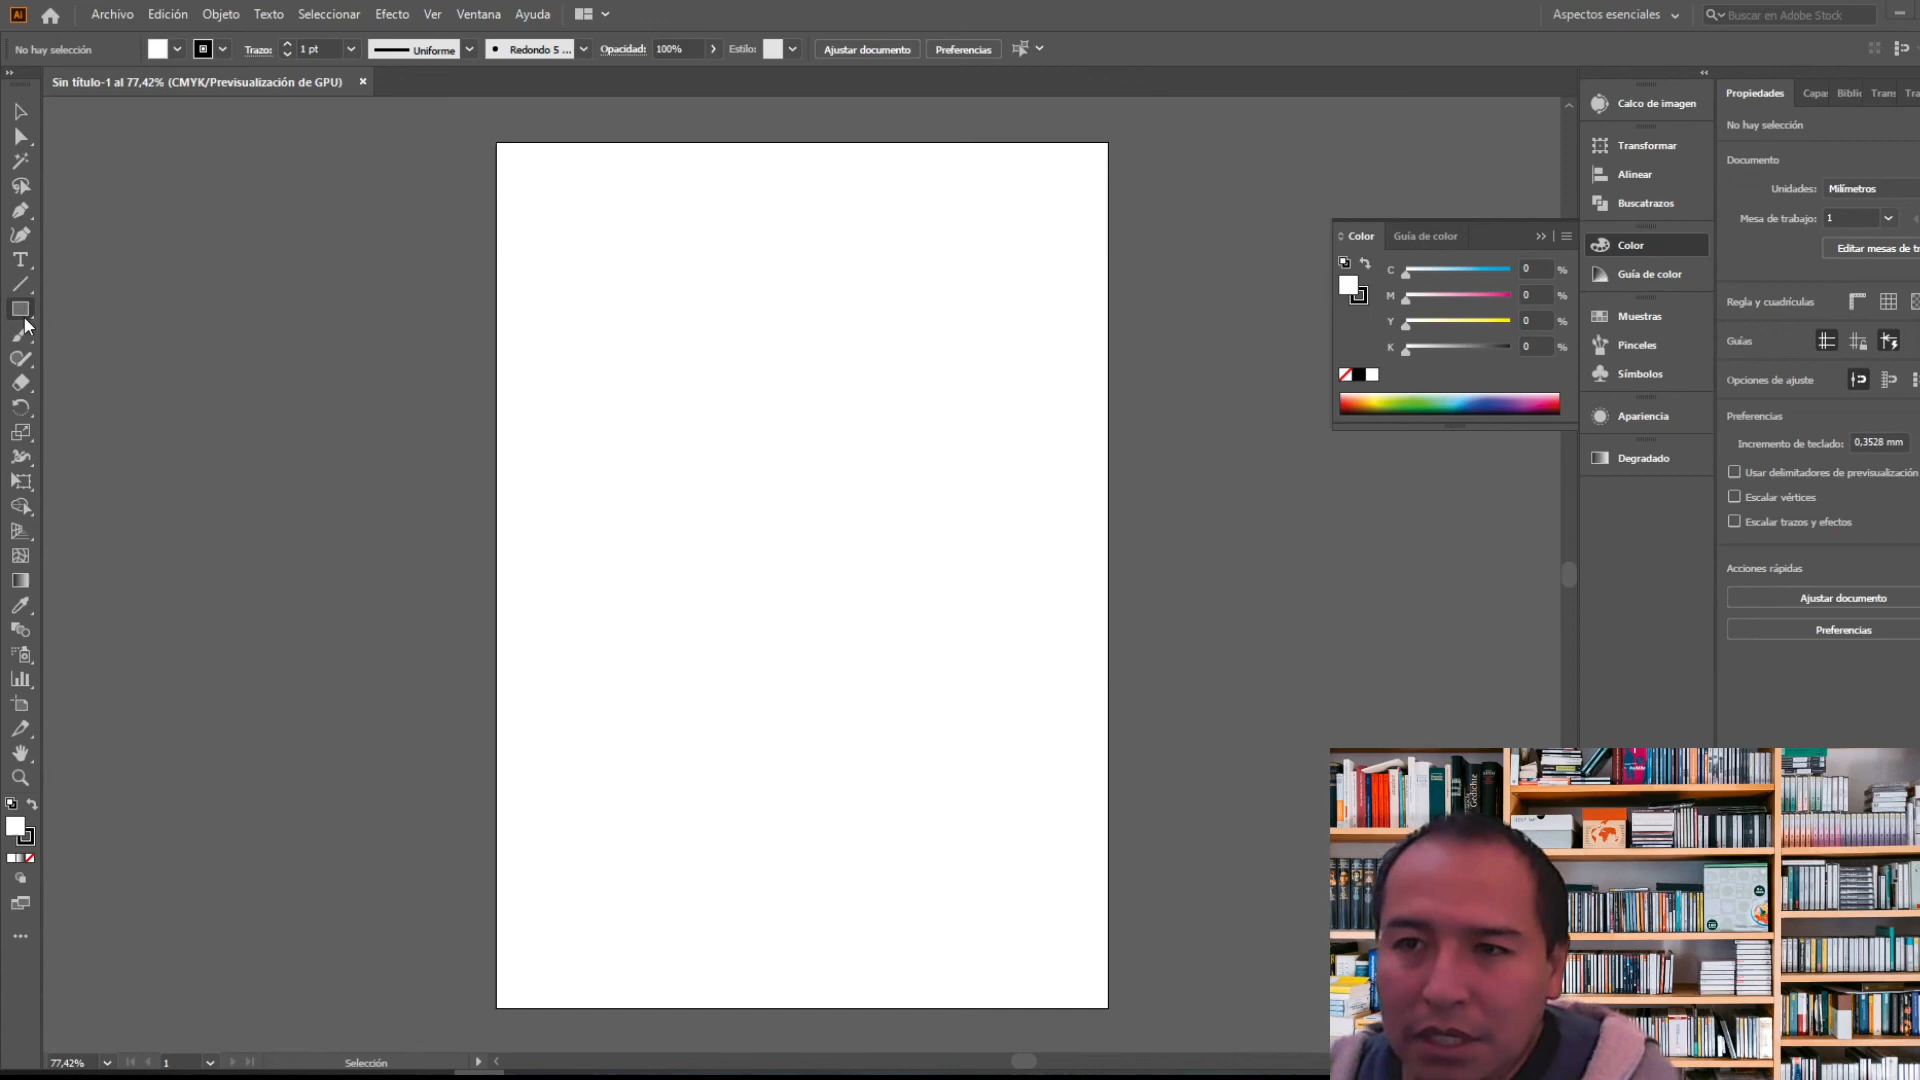 Ai Archivo Edición Objeto Texto Seleccionar Efecto Ver Ventana Ayuda Aspectos esenciales Buscar en Adobe Stock
No hay selección Trazo: 1 pt Uniforme Redondo 5 ... Opacidad: 100% Estilo: Ajustar documento Preferencias
Sin título-1 al 77,42% (CMYK/Previsualización de GPU)
Calco de imagen
Transformar
Alinear
Buscatrazos
Color
Guía de color
Muestras
Pinceles
Símbolos
Apariencia
Degradado
Color Guía de color
C 0 %
M 0 %
Y 0 %
K 0 %
Propiedades Capas Biblic Trans Tra
No hay selección
Documento
Unidades: Milímetros
Mesa de trabajo: 1
Editar mesas de tr
Regla y cuadrículas
Guías
Opciones de ajuste
Preferencias
Incremento de teclado: 0,3528 mm
Usar delimitadores de previsualización
Escalar vértices
Escalar trazos y efectos
Acciones rápidas
Ajustar documento
Preferencias
Gedichte
77,42% 1 Selección